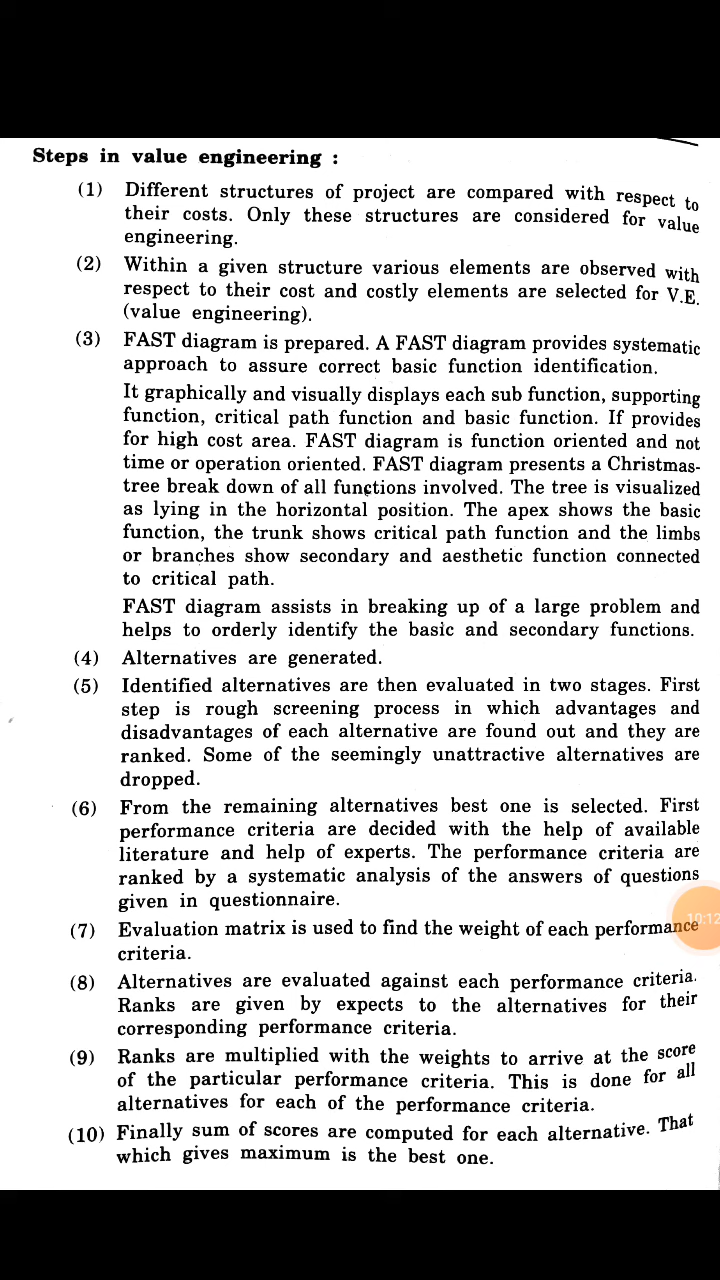 Steps in value engineering :
(1) Different structures of project are compared with respect to
their costs. Only these structures are considered for value
engineering.
(2) Within a given structure various elements are observed with
respect to their cost and costly elements are selected for V.E.
(value engineering).
(3) FAST diagram is prepared. A FAST diagram provides systematic
approach to assure correct basic function identification.
It graphically and visually displays each sub function, supporting
function, critical path function and basic function. If provides
for high cost area. FAST diagram is function oriented and not
time or operation oriented. FAST diagram presents a Christmas-
tree break down of all functions involved. The tree is visualized
as lying in the horizontal position. The apex shows the basic
function, the trunk shows critical path function and the limbs
or branches show secondary and aesthetic function connected
to critical path.
FAST diagram assists in breaking up of a large problem and
helps to orderly identify the basic and secondary functions.
(4) Alternatives are generated.
(5) Identified alternatives are then evaluated in two stages. First
step is rough screening process in which advantages and
disadvantages of each alternative are found out and they are
ranked. Some of the seemingly unattractive alternatives are
dropped.
(6) From the remaining alternatives best one is selected. First
performance criteria are decided with the help of available
literature and help of experts. The performance criteria are
ranked by a systematic analysis of the answers of questions
given in questionnaire.
10:12
(7) Evaluation matrix is used to find the weight of each performance
criteria.
(8) Alternatives are evaluated against each performance criteria.
Ranks are given by expects to the alternatives for their
corresponding performance criteria.
(9) Ranks are multiplied with the weights to arrive at the score
of the particular performance criteria. This is done for all
alternatives for each of the performance criteria.
(10) Finally sum of scores are computed for each alternative. That
which gives maximum is the best one.